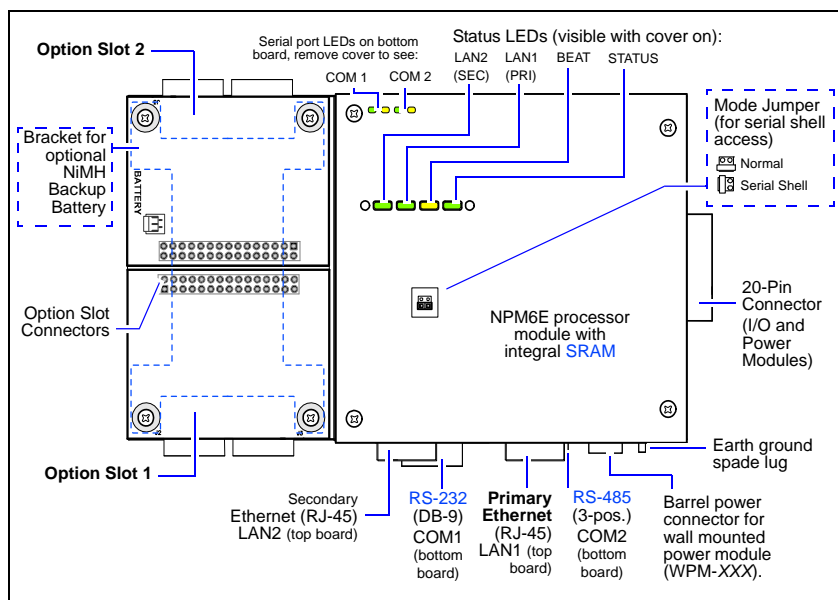 Option Slot 2
Serial port LEDs on bottom
board, remove cover to see:
COM 1
COM 2
Status LEDs (visible with cover on):
LAN2
(SEC)
LAN1
(PRI)
BEAT
STATUS
Mode Jumper
(for serial shell
access)
Normal
Serial Shell
Bracket for
optional
NiMH
Backup
Battery
BATTERY
Option Slot
Connectors
NPM6E processor
module with
integral SRAM
20-Pin
Connector
(I/O and
Power
Modules)
Option Slot 1
Earth ground
spade lug
Secondary
Ethernet (RJ-45)
LAN2 (top board)
RS-232
(DB-9)
COM1
(bottom
board)
Primary
Ethernet
(RJ-45)
LAN1 (top
board)
RS-485
(3-pos.)
COM2
(bottom
board)
Barrel power
connector for
wall mounted
power module
(WPM-XXX).